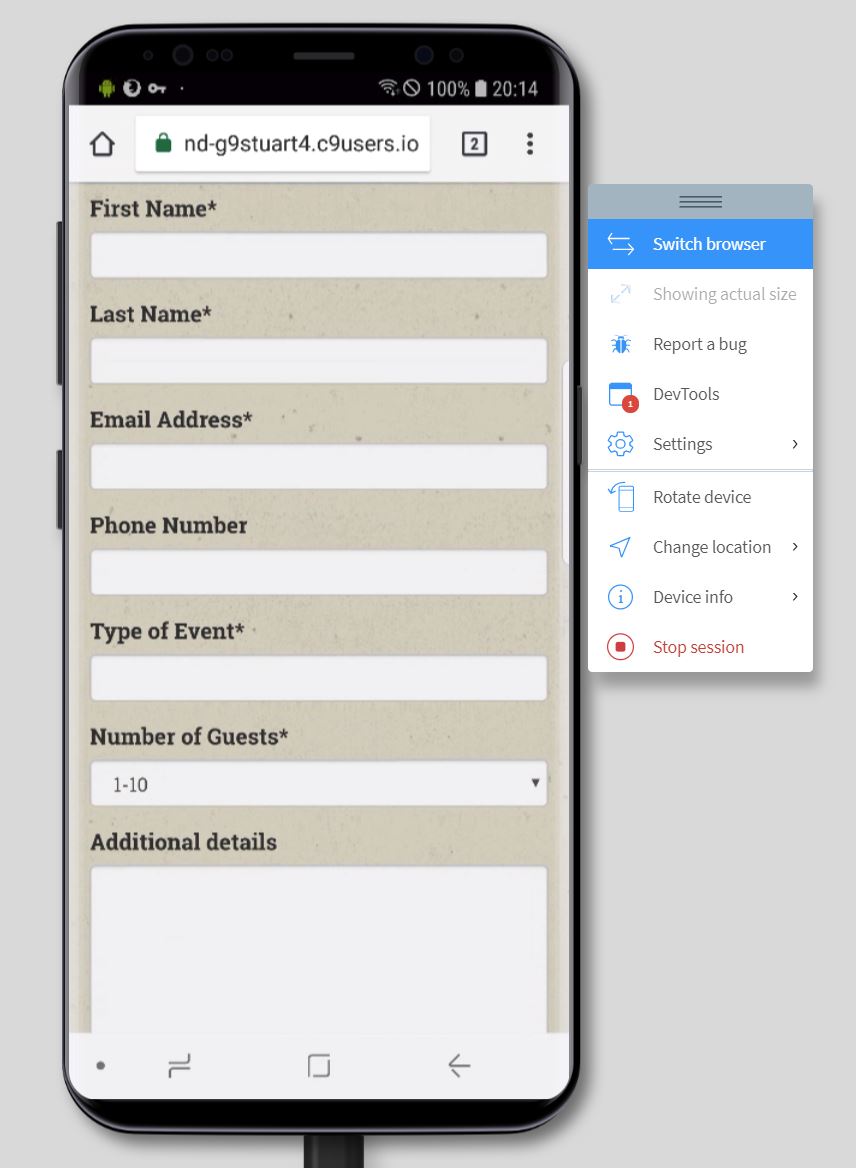 100% 20:14
nd-g9stuart4.c9users.io
2
First Name*
Last Name*
Email Address*
Phone Number
Type of Event*
Number of Guests*
1-10
Additional details
Switch browser
Showing actual size
Report a bug
DevTools
1
Settings
Rotate device
Change location
Device info
Stop session